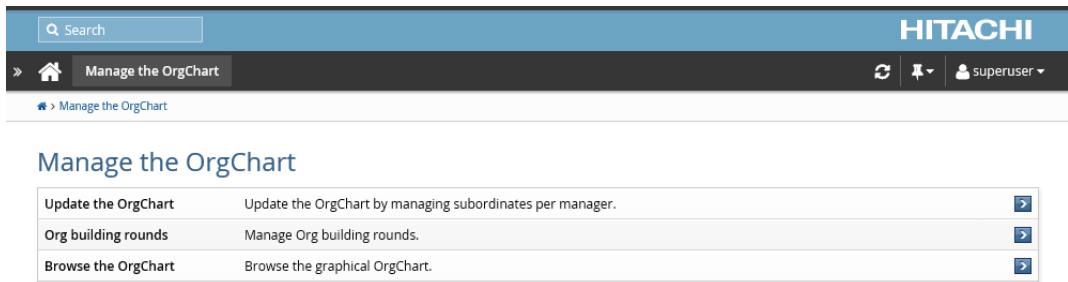 Search
HITACHI
» Manage the OrgChart superuser
> Manage the OrgChart
Manage the OrgChart
Update the OrgChart Update the OrgChart by managing subordinates per manager.
Org building rounds Manage Org building rounds.
Browse the OrgChart Browse the graphical OrgChart.